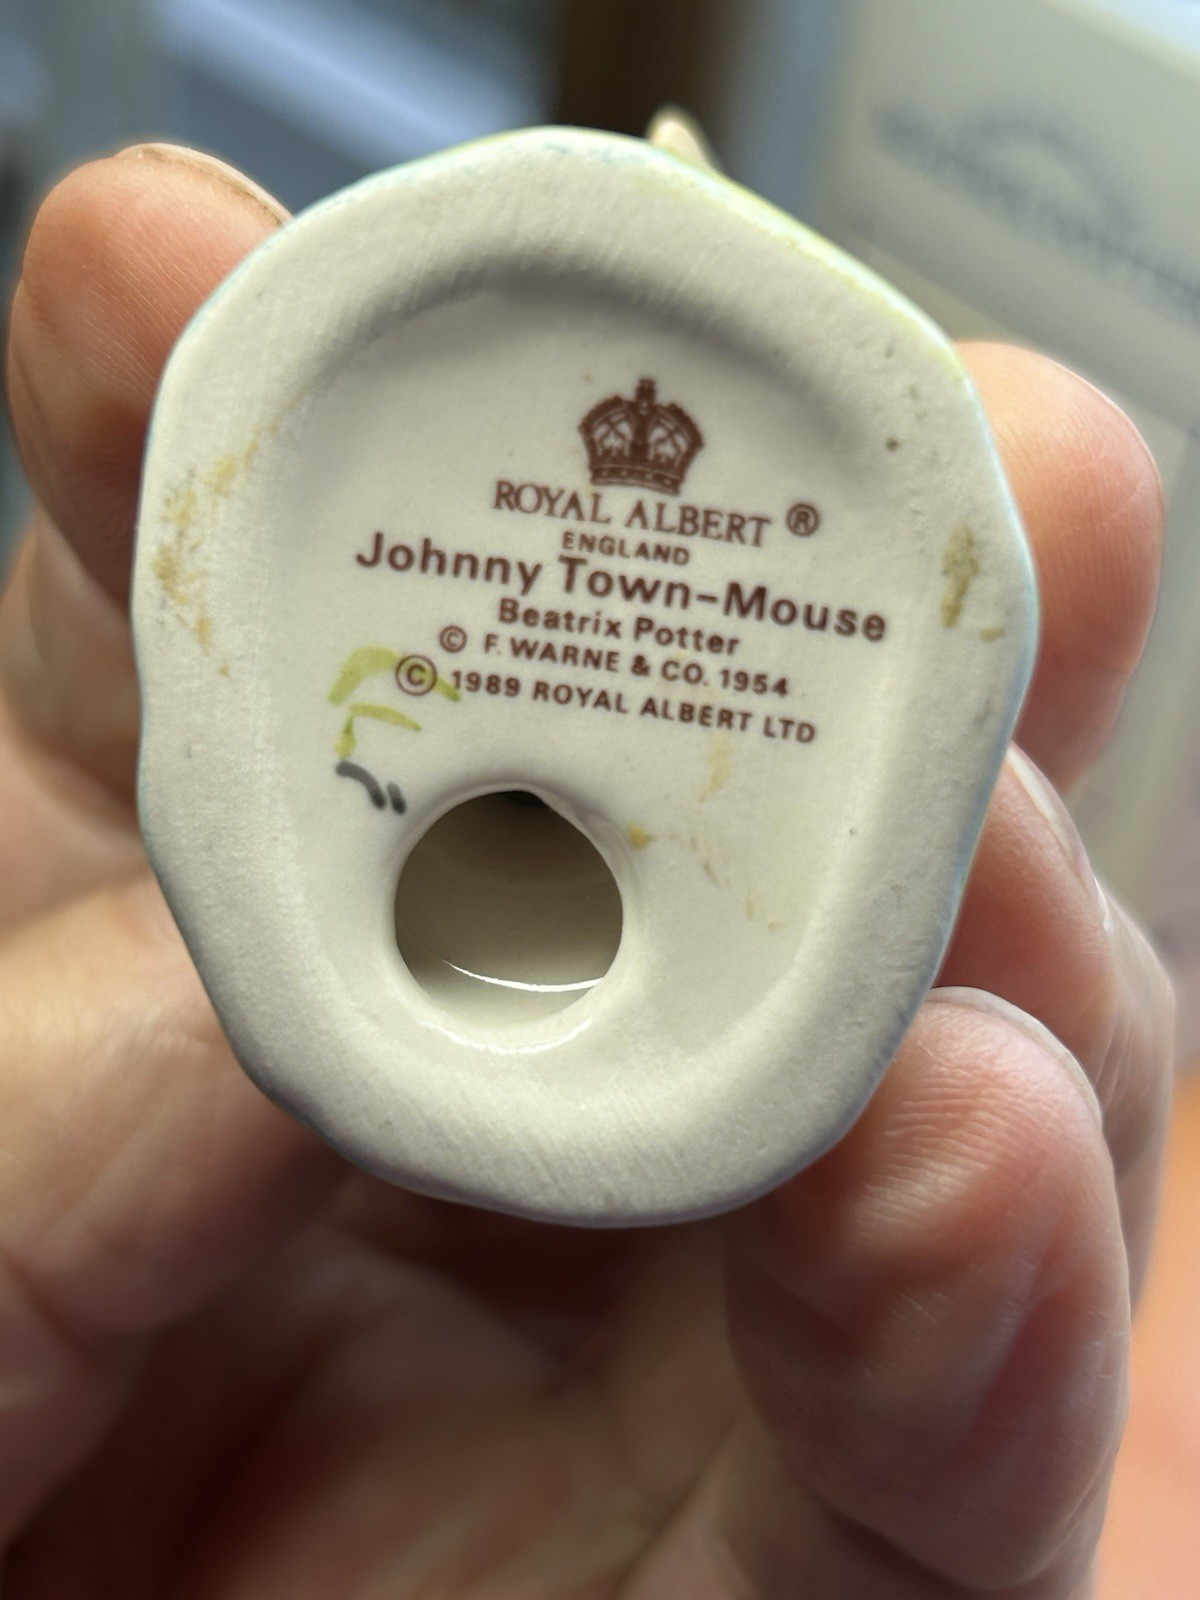 ROYAL ALBERT ®
ENGLAND
Johnny Town-Mouse
Beatrix Potter
© F. WARNE & CO. 1954
© 1989 ROYAL ALBERT LTD